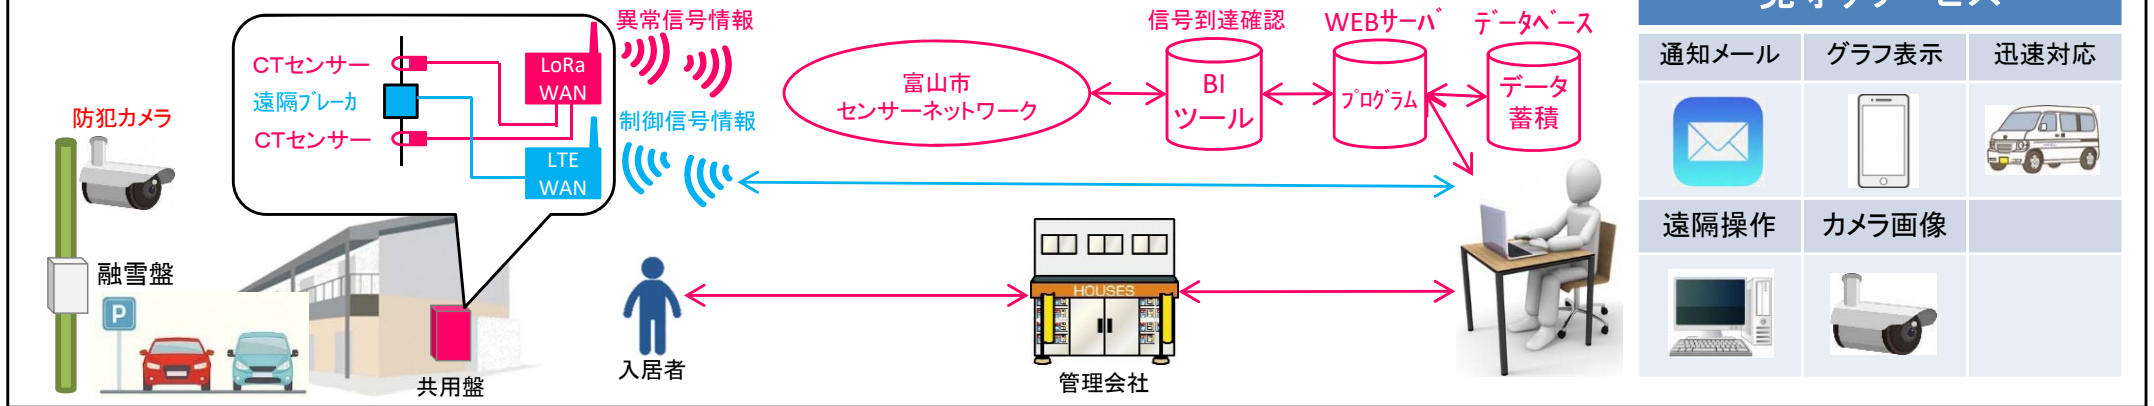 異常信号情報
CTセンサー
LoRa
WAN
遠隔ブレーカ
CTセンサー
制御信号情報
LTE
WAN
防犯カメラ
融雪盤
P
共用盤
富山市
センサーネットワーク
信号到達確認
BI
ツール
WEBサーバ
プログラム
データベース
データ
蓄積
入居者
HOUSES
管理会社
通知メール
グラフ表示
迅速対応
遠隔操作
カメラ画像